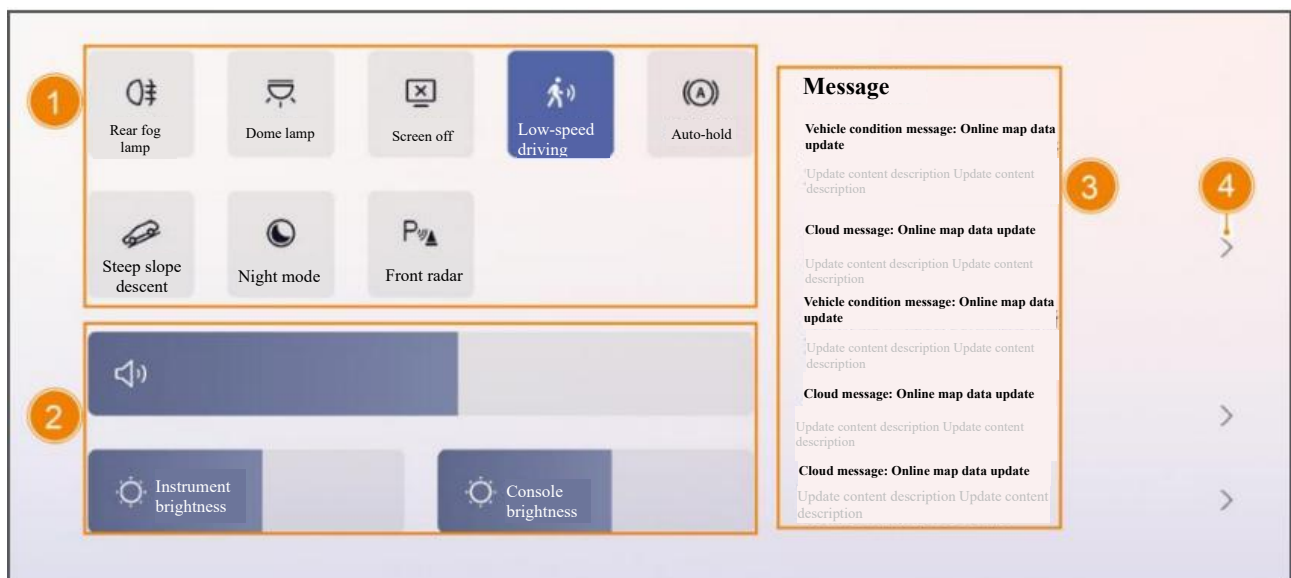 1
Rear fog
lamp
Dome lamp
Screen off
Low-speed
driving
(A)
Auto-hold
Steep slope
descent
Night mode
P
Front radar
2
Instrument
brightness
Console
brightness
Message
Vehicle condition message: Online map data
update
Update content description Update content
description
Cloud message: Online map data update
Update content description Update content
description
Vehicle condition message: Online map data
update
Update content description Update content
description
Cloud message: Online map data update
Update content description Update content
description
Cloud message: Online map data update
Update content description Update content
description
3
4